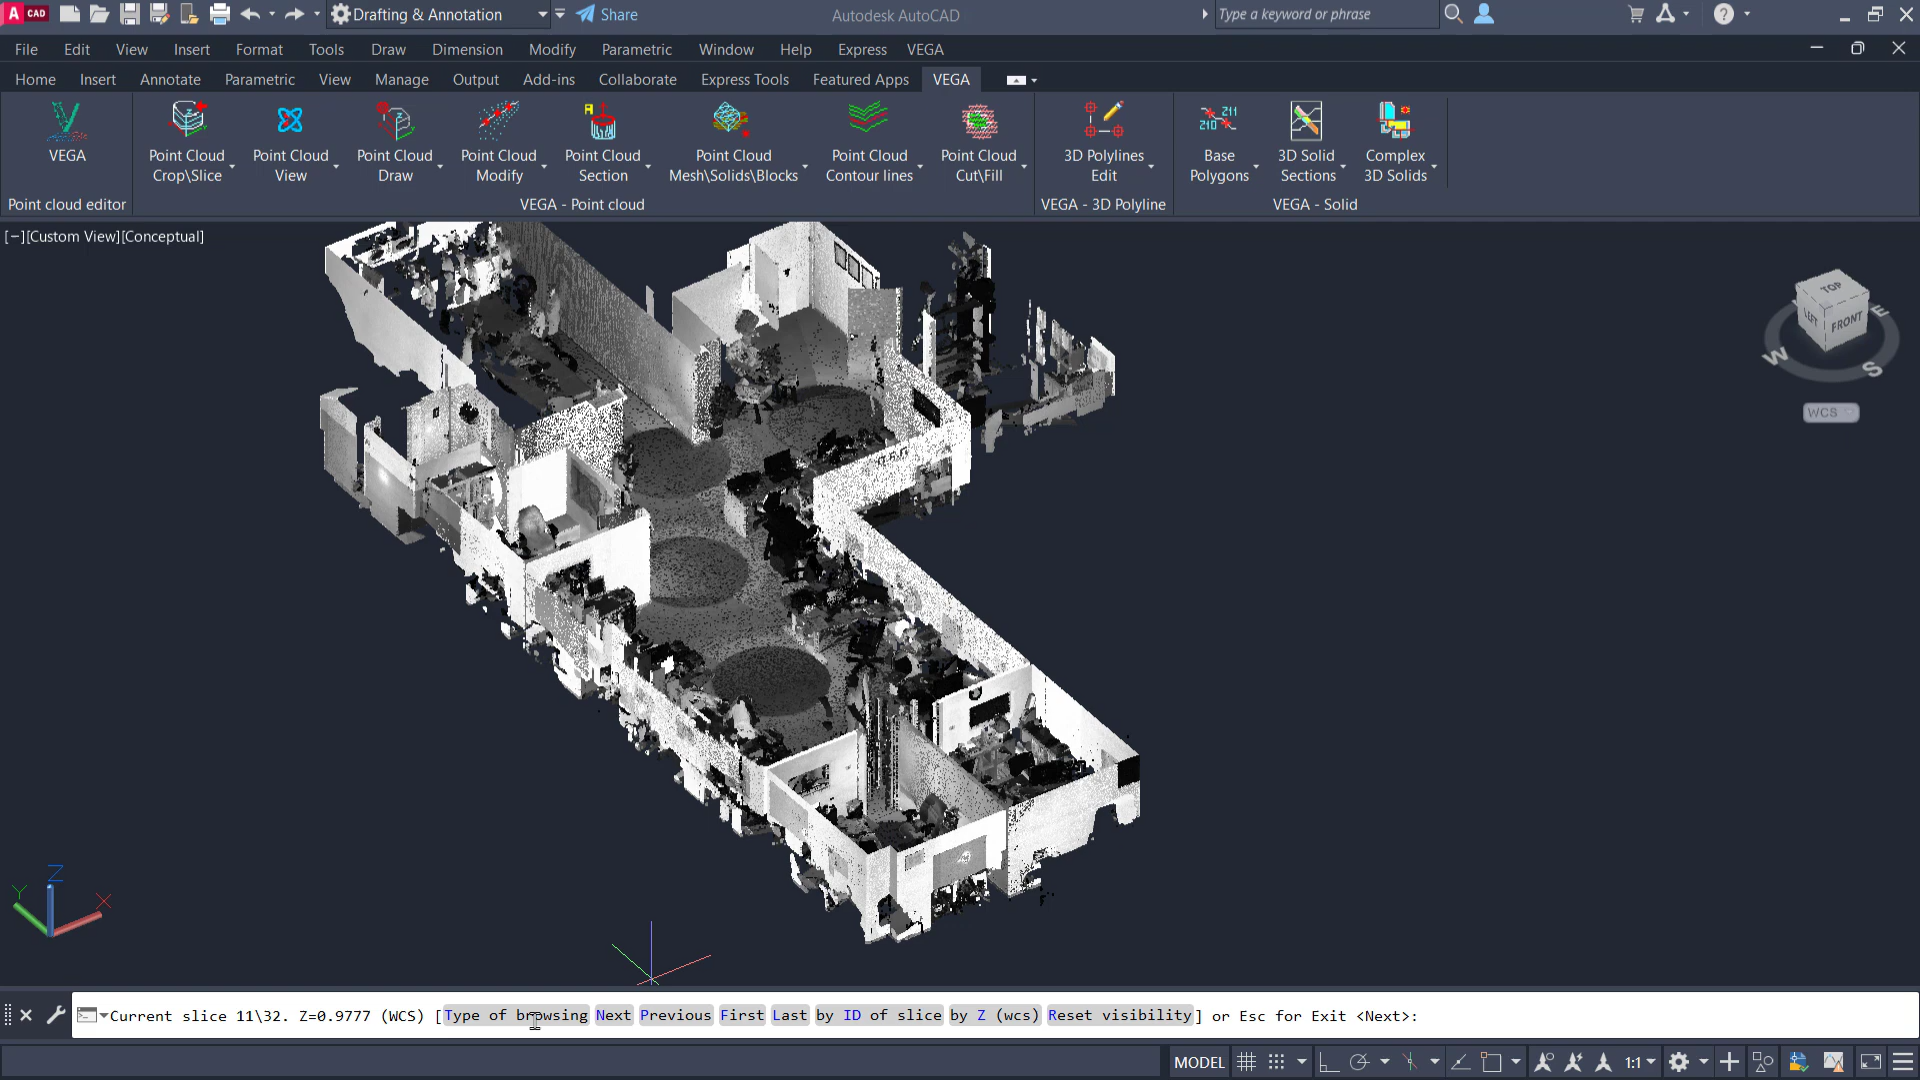 A CAD Drafting & Annotation Share Autodesk AutoCAD Type a keyword or phrase
File Edit View Insert Format Tools Draw Dimension Modify Parametric Window Help Express VEGA
Home Insert Annotate Parametric View Manage Output Add-ins Collaborate Express Tools Featured Apps VEGA
VEGA
Point Cloud Crop\Slice
Point Cloud View
Point Cloud Draw
Point Cloud Modify
Point Cloud Section
Point Cloud Mesh\Solids\Blocks
Point Cloud Contour lines
Point Cloud Cut\Fill
3D Polylines Edit
Base Polygons
3D Solid Sections
Complex 3D Solids
Point cloud editor VEGA - Point cloud VEGA - 3D Polyline VEGA - Solid
[−][Custom View][Conceptual]
TOP
LEFT FRONT
E
W
S
WCS
Z
Y
X
Current slice 11\32. Z=0.9777 (WCS) [Type of browsing Next Previous First Last by ID of slice by Z (wcs) Reset visibility] or Esc for Exit <Next>:
MODEL 1:1